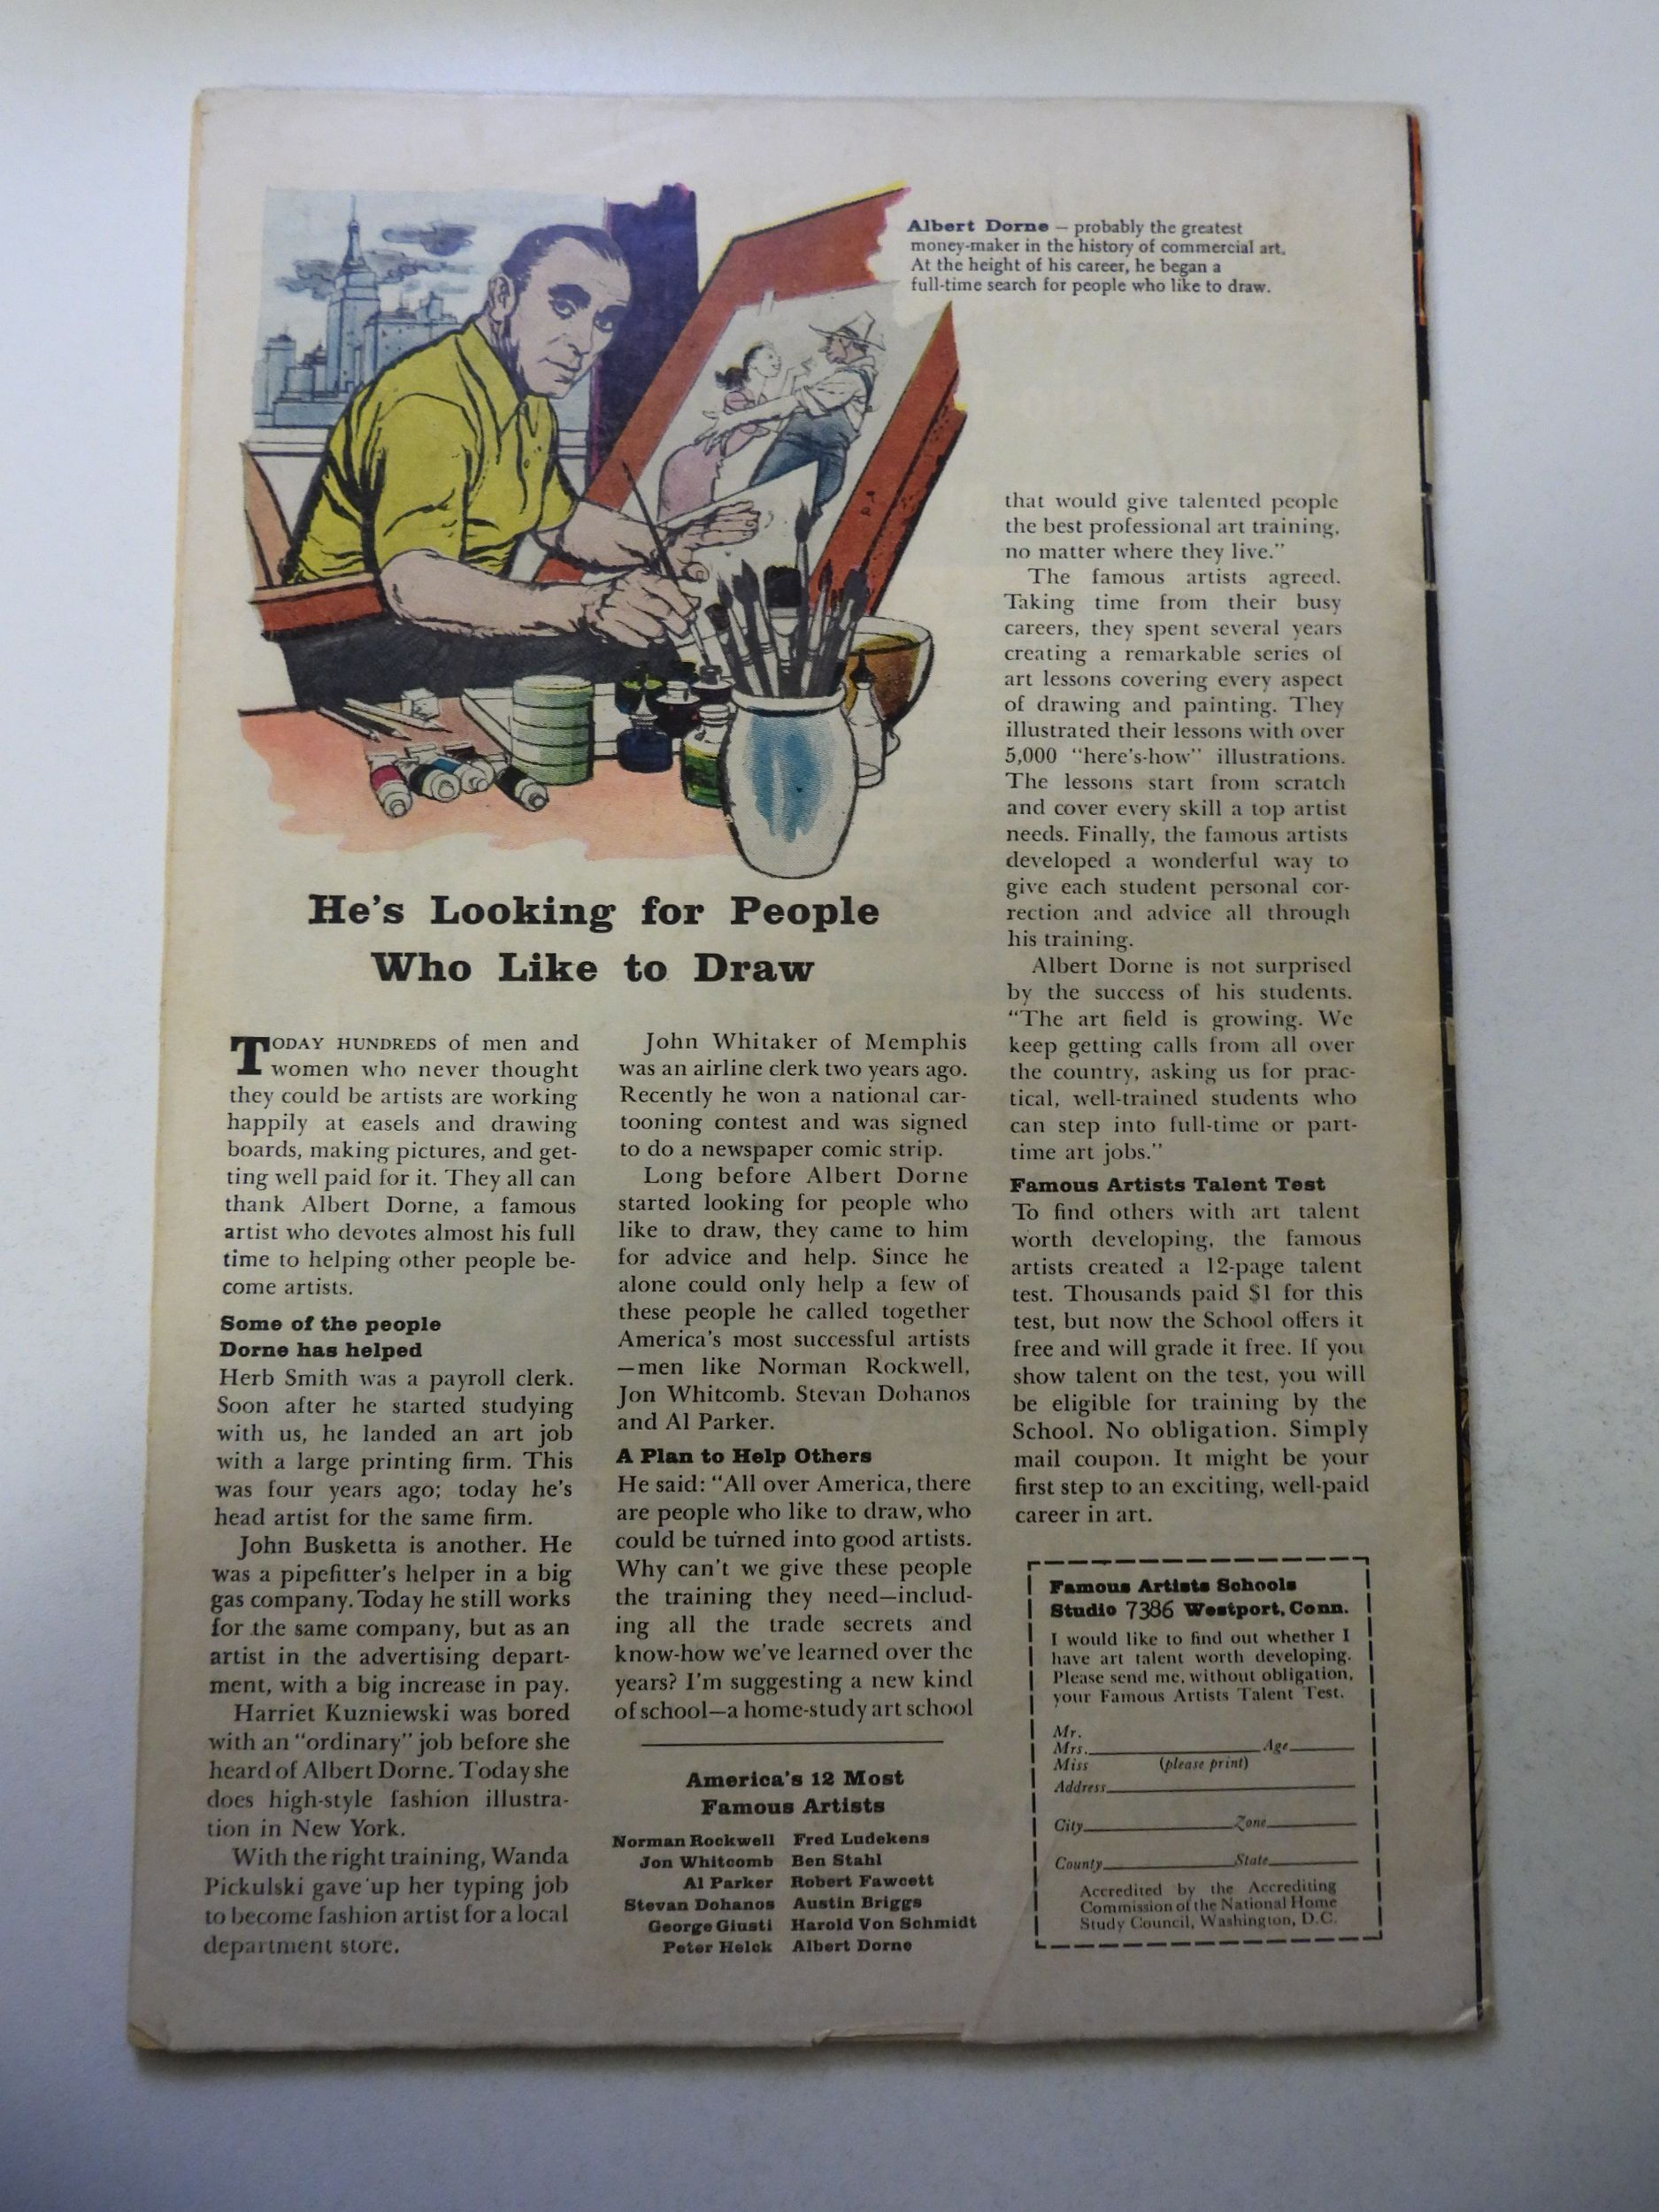 Albert Dorne — probably the greatest
money-maker in the history of commercial art.
At the height of his career, he began a
full-time search for people who like to draw.
He's Looking for People
Who Like to Draw
TODAY HUNDREDS of men and
women who never thought
they could be artists are working
happily at easels and drawing
boards, making pictures, and get-
ting well paid for it. They all can
thank Albert Dorne, a famous
artist who devotes almost his full
time to helping other people be-
come artists.
Some of the people
Dorne has helped
Herb Smith was a payroll clerk.
Soon after he started studying
with us, he landed an art job
with a large printing firm. This
was four years ago; today he's
head artist for the same firm.
John Busketta is another. He
was a pipefitter's helper in a big
gas company. Today he still works
for the same company, but as an
artist in the advertising depart-
ment, with a big increase in pay.
Harriet Kuzniewski was bored
with an "ordinary" job before she
heard of Albert Dorne. Today she
does high-style fashion illustra-
tion in New York.
With the right training, Wanda
Pickulski gave up her typing job
to become fashion artist for a local
department store.
John Whitaker of Memphis
was an airline clerk two years ago.
Recently he won a national car-
tooning contest and was signed
to do a newspaper comic strip.
Long before Albert Dorne
started looking for people who
like to draw, they came to him
for advice and help. Since he
alone could only help a few of
these people he called together
America's most successful artists
—men like Norman Rockwell,
Jon Whitcomb. Stevan Dohanos
and Al Parker.
A Plan to Help Others
He said: "All over America, there
are people who like to draw, who
could be turned into good artists.
Why can't we give these people
the training they need—includ-
ing all the trade secrets and
know-how we've learned over the
years? I'm suggesting a new kind
of school—a home-study art school
America's 12 Most
Famous Artists
Norman Rockwell Fred Ludekens
Jon Whitcomb Ben Stahl
Al Parker Robert Fawcett
Stevan Dohanos Austin Briggs
George Giusti Harold Von Schmidt
Peter Helck Albert Dorne
that would give talented people
the best professional art training,
no matter where they live."
The famous artists agreed.
Taking time from their busy
careers, they spent several years
creating a remarkable series of
art lessons covering every aspect
of drawing and painting. They
illustrated their lessons with over
5,000 "here's-how" illustrations.
The lessons start from scratch
and cover every skill a top artist
needs. Finally, the famous artists
developed a wonderful way to
give each student personal cor-
rection and advice all through
his training.
Albert Dorne is not surprised
by the success of his students.
"The art field is growing. We
keep getting calls from all over
the country, asking us for prac-
tical, well-trained students who
can step into full-time or part-
time art jobs."
Famous Artists Talent Test
To find others with art talent
worth developing, the famous
artists created a 12-page talent
test. Thousands paid $1 for this
test, but now the School offers it
free and will grade it free. If you
show talent on the test, you will
be eligible for training by the
School. No obligation. Simply
mail coupon. It might be your
first step to an exciting, well-paid
career in art.
Famous Artists Schools
Studio 7386 Westport, Conn.
I would like to find out whether I
have art talent worth developing.
Please send me, without obligation,
your Famous Artists Talent Test.
Mr.
Mrs. Age
Miss (please print)
Address
City Zone
County State
Accredited by the Accrediting
Commission of the National Home
Study Council, Washington, D.C.